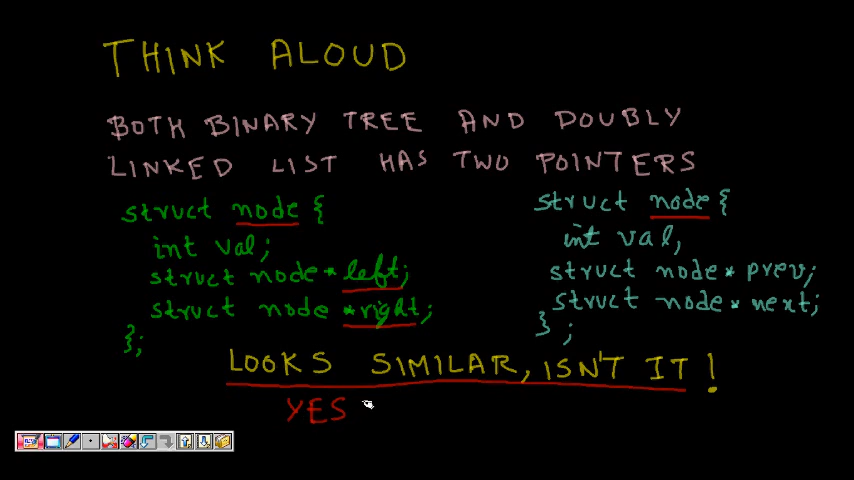 THINK ALOUD
BOTH BINARY TREE AND DOUBLY
LINKED LIST HAS TWO POINTERS
struct node {
int val;
struct node * left;
struct node *right;
};
struct node {
int val,
struct node * prev;
struct node * next;
};
LOOKS SIMILAR, ISN'T IT !
YES